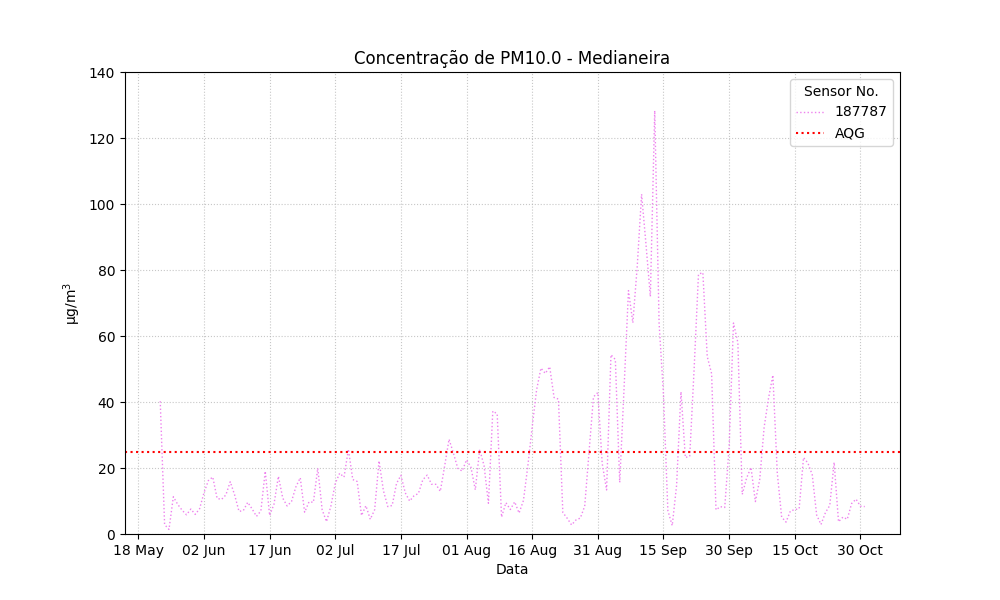 Concentração de PM10.0 - Medianeira
140
120
100
80
60
40
20
0
µg/m³
Sensor No.
187787
AQG
18 May 02 Jun 17 Jun 02 Jul 17 Jul 01 Aug 16 Aug 31 Aug 15 Sep 30 Sep 15 Oct 30 Oct
Data